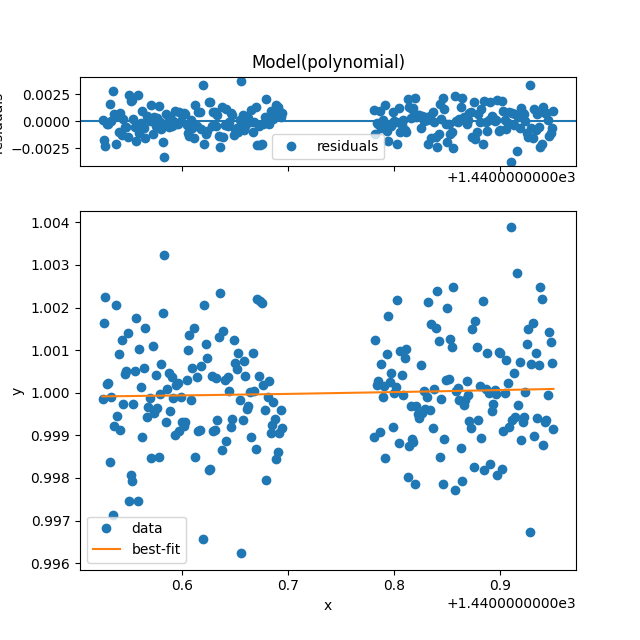 Model(polynomial)
0.0025
0.0000
−0.0025
residuals
+1.4400000000e3
1.004
1.003
1.002
1.001
1.000
0.999
0.998
0.997
0.996
y
data
best-fit
0.6 0.7 0.8 0.9
x
+1.4400000000e3